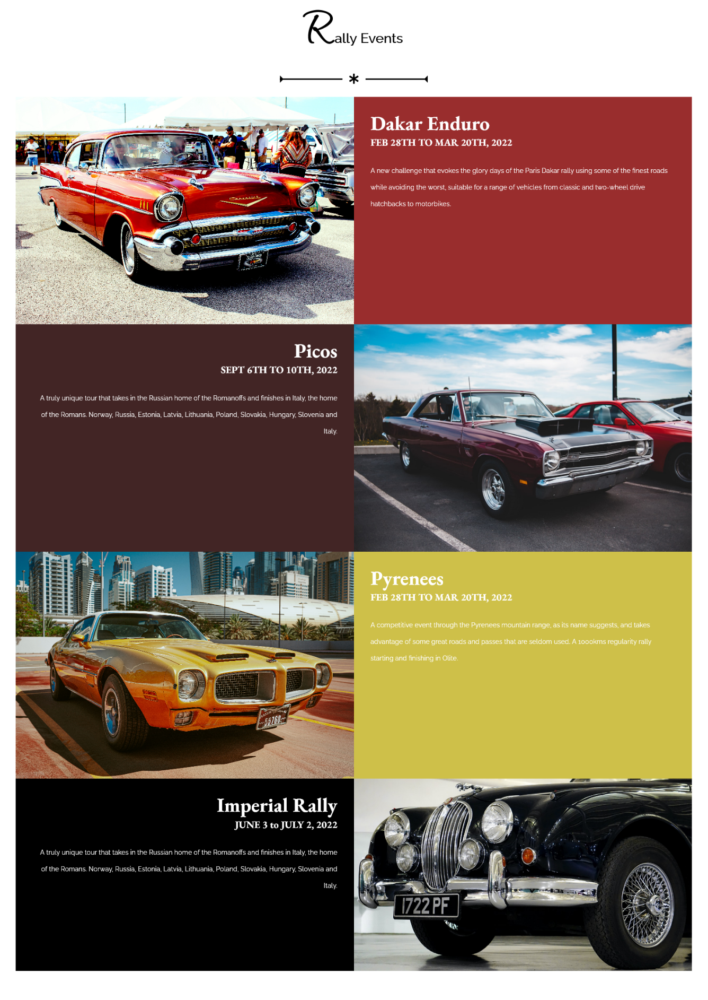 Rally Events
Dakar Enduro
FEB 28TH TO MAR 20TH, 2022
A new challenge that evokes the glory days of the Paris Dakar rally using some of the finest roads
while avoiding the worst, suitable for a range of vehicles from classic and two-wheel drive
hatchbacks to motorbikes.
Chevrolet
Picos
SEPT 6TH TO 10TH, 2022
A truly unique tour that takes in the Russian home of the Romanoffs and finishes in Italy, the home
of the Romans. Norway, Russia, Estonia, Latvia, Lithuania, Poland, Slovakia, Hungary, Slovenia and
Italy.
Pyrenees
FEB 28TH TO MAR 20TH, 2022
A competitive event through the Pyrenees mountain range, as its name suggests, and takes
advantage of some great roads and passes that are seldom used. A 1000kms regularity rally
starting and finishing in Olite.
55760
Imperial Rally
JUNE 3 to JULY 2, 2022
A truly unique tour that takes in the Russian home of the Romanoffs and finishes in Italy, the home
of the Romans. Norway, Russia, Estonia, Latvia, Lithuania, Poland, Slovakia, Hungary, Slovenia and
Italy.
1722 PF